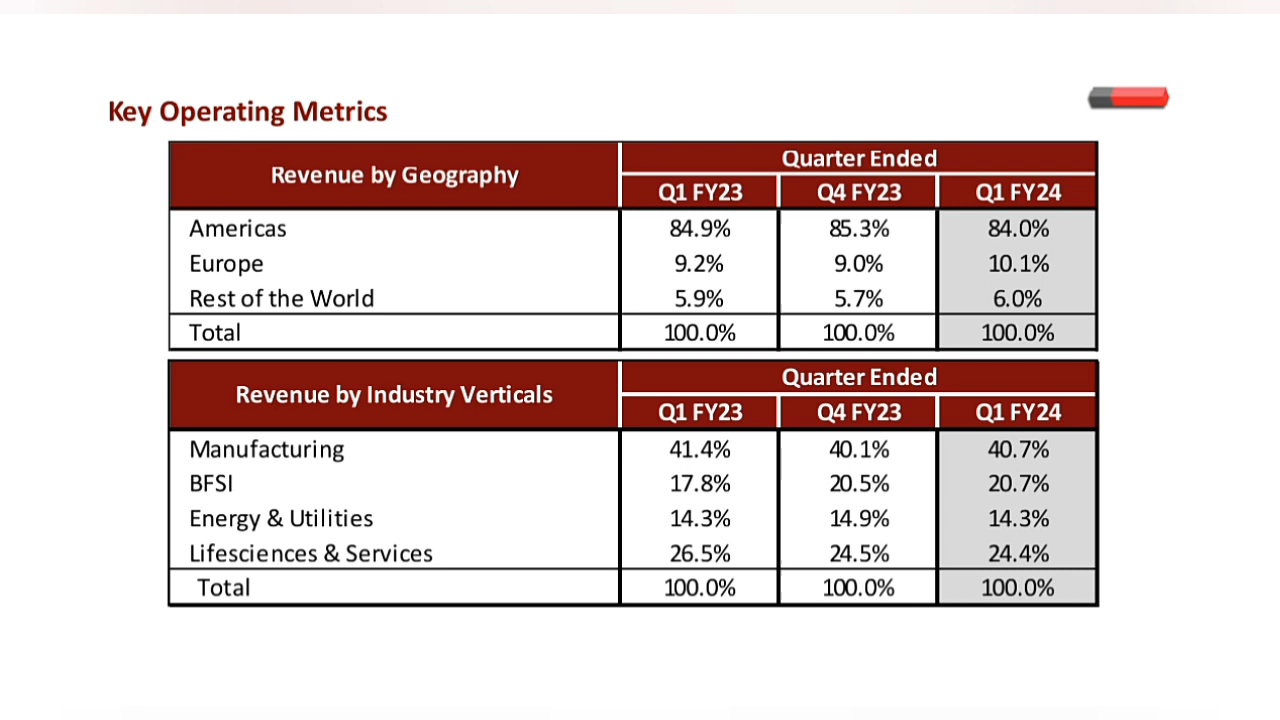 Key Operating Metrics
Revenue by Geography
Quarter Ended
Q1 FY23 Q4 FY23 Q1 FY24
Americas 84.9% 85.3% 84.0%
Europe 9.2% 9.0% 10.1%
Rest of the World 5.9% 5.7% 6.0%
Total 100.0% 100.0% 100.0%
Revenue by Industry Verticals
Quarter Ended
Q1 FY23 Q4 FY23 Q1 FY24
Manufacturing 41.4% 40.1% 40.7%
BFSI 17.8% 20.5% 20.7%
Energy & Utilities 14.3% 14.9% 14.3%
Lifesciences & Services 26.5% 24.5% 24.4%
Total 100.0% 100.0% 100.0%